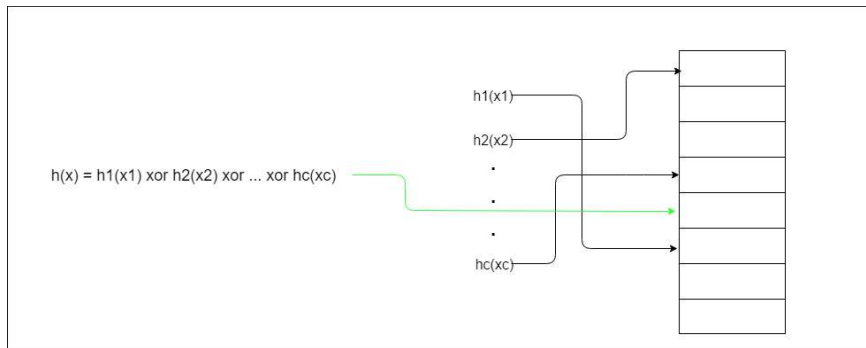 h1(x1)
h2(x2)
.
h(x) = h1(x1) xor h2(x2) xor ... xor hc(xc)
.
.
hc(xc)